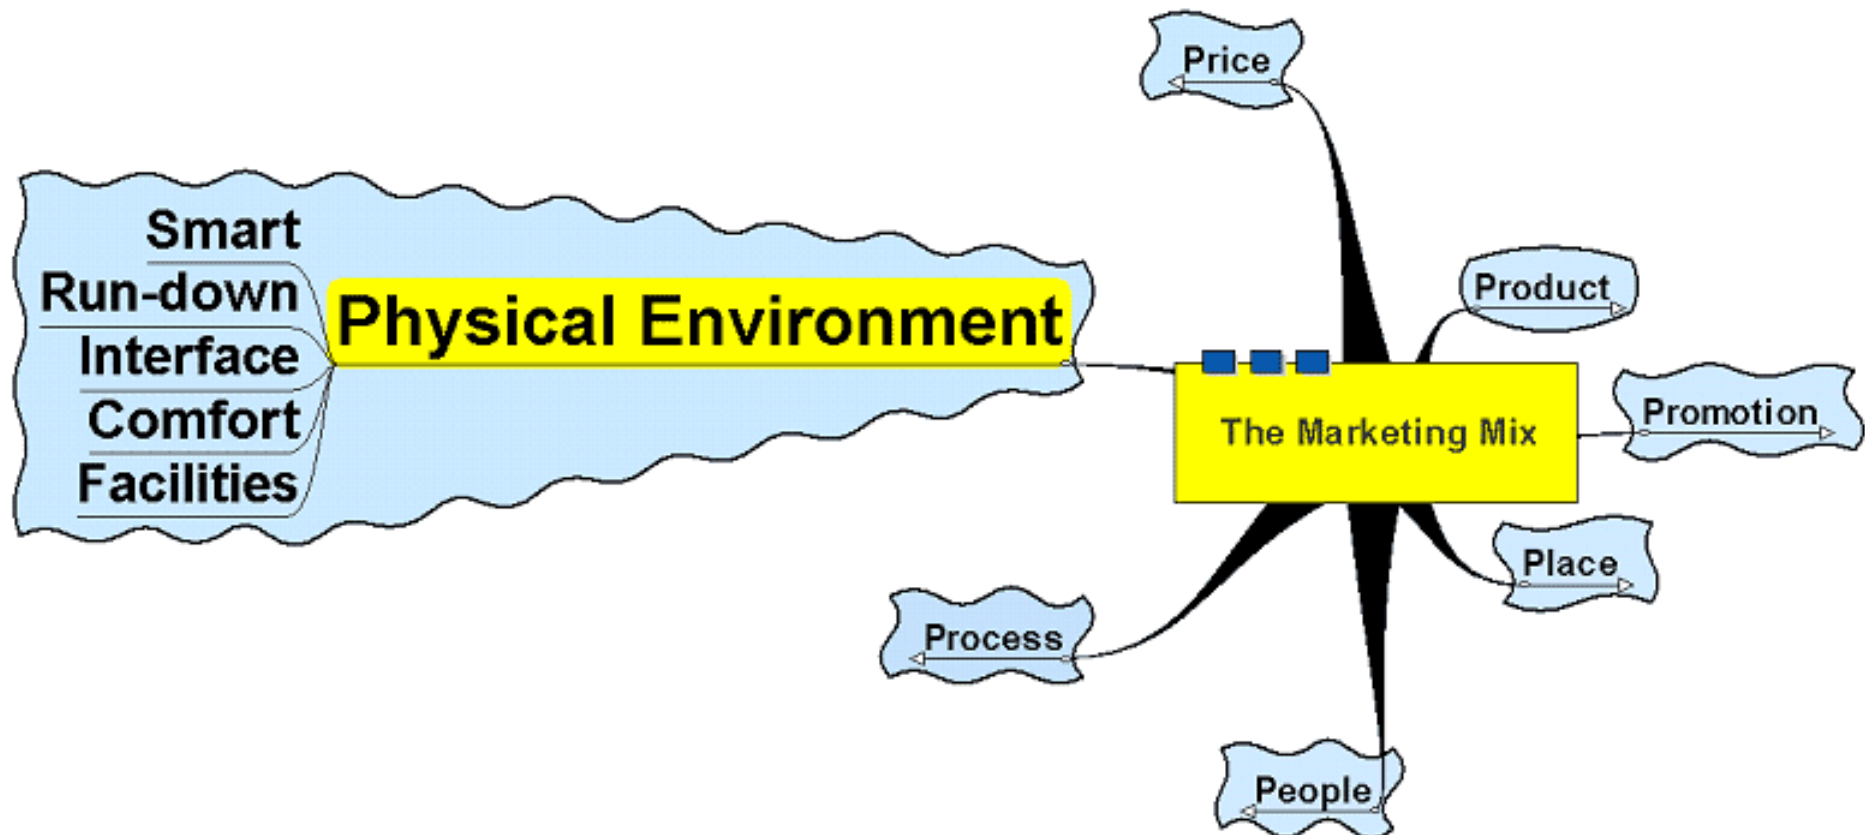 Price
Smart
Run-down
Interface
Comfort
Facilities
Physical Environment
The Marketing Mix
Product
Promotion
Place
Process
People